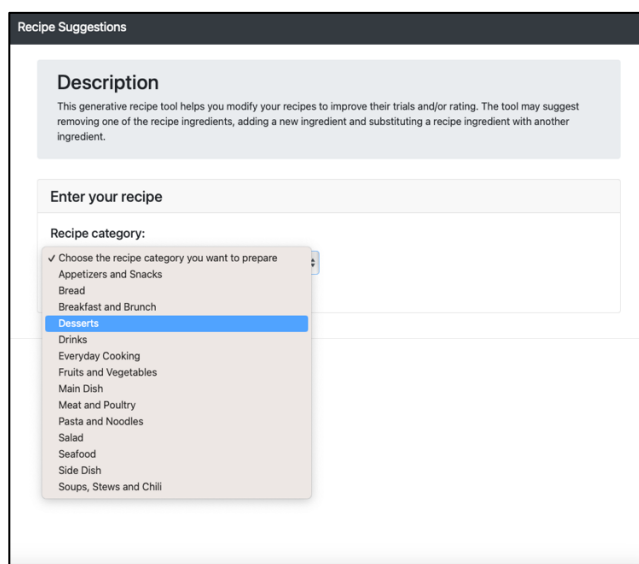 Recipe Suggestions
Description
This generative recipe tool helps you modify your recipes to improve their trials and/or rating. The tool may suggest
removing one of the recipe ingredients, adding a new ingredient and substituting a recipe ingredient with another
ingredient.
Enter your recipe
Recipe category:
✓ Choose the recipe category you want to prepare
Appetizers and Snacks
Bread
Breakfast and Brunch
Desserts
Drinks
Everyday Cooking
Fruits and Vegetables
Main Dish
Meat and Poultry
Pasta and Noodles
Salad
Seafood
Side Dish
Soups, Stews and Chili